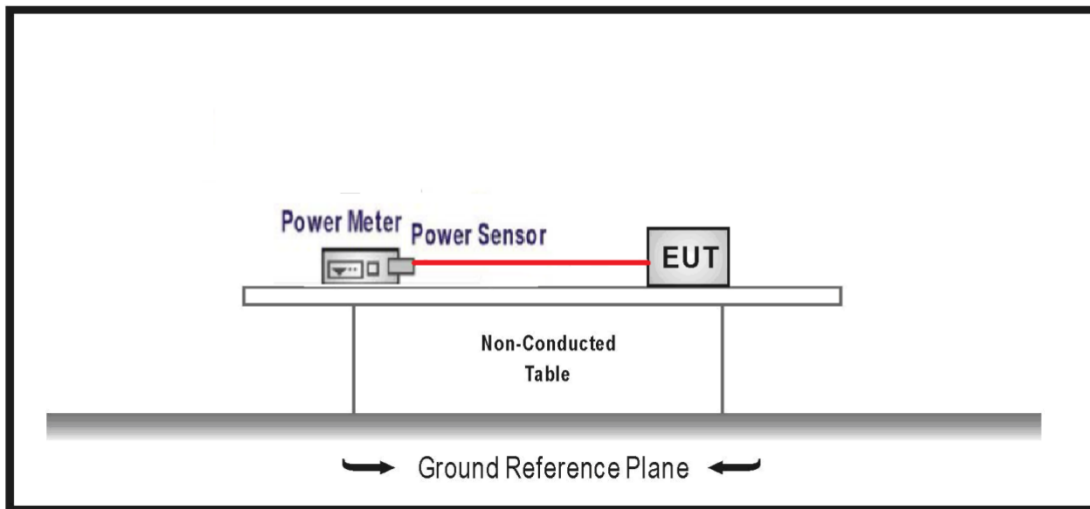 Power Meter
Power Sensor
EUT
Non-Conducted
Table
Ground Reference Plane